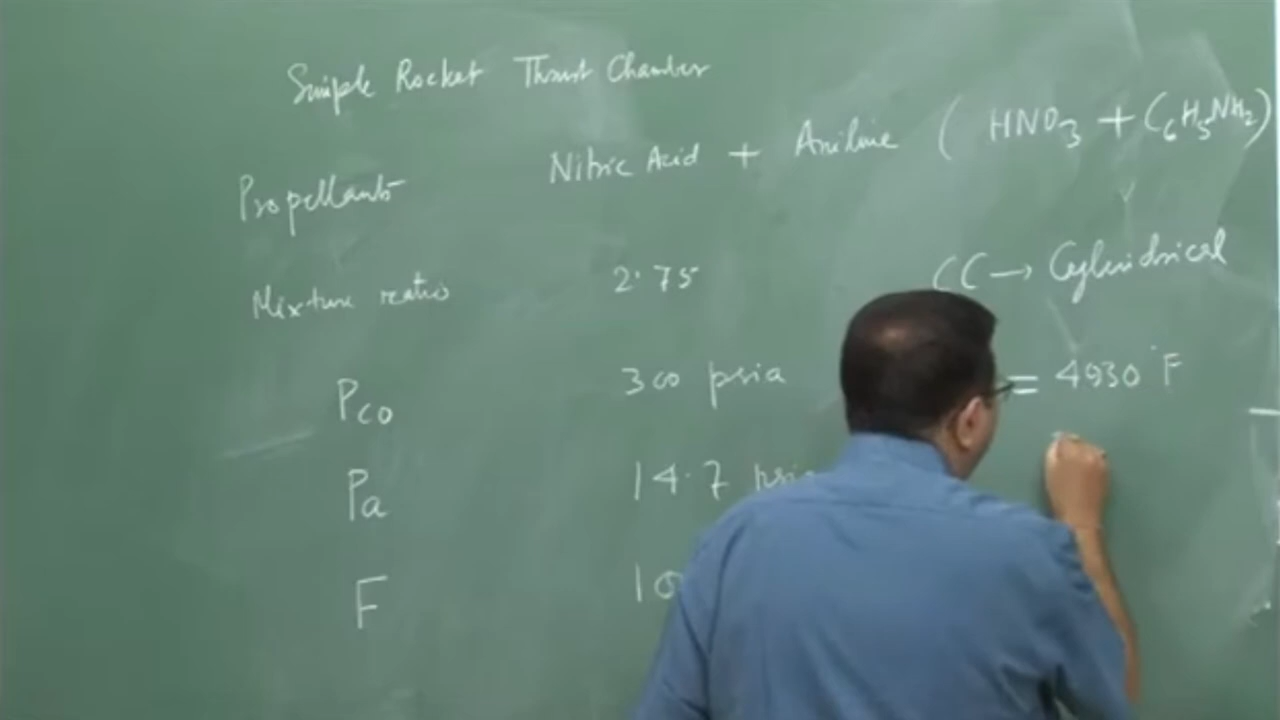 Simple Rocket Thrust Chamber
Propellants Nitric Acid + Aniline ( HNO3 + C6H5NH2)
Mixture ratio 2.75 CC → Cylindrical
Pco 300 psia = 4930 °F
Pa 14.7
F